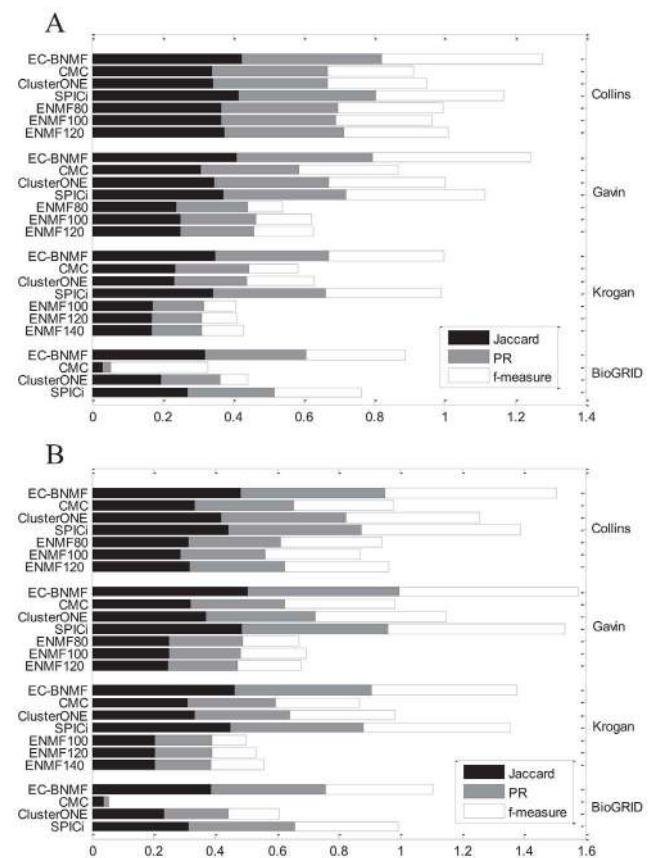 A
EC-BNMF
CMC
ClusterONE
SPICi
ENMF80
ENMF100
ENMF120
Collins
EC-BNMF
CMC
ClusterONE
SPICi
ENMF80
ENMF100
ENMF120
Gavin
EC-BNMF
CMC
ClusterONE
SPICi
ENMF100
ENMF120
ENMF140
Krogan
EC-BNMF
CMC
ClusterONE
SPICi
BioGRID
Jaccard
PR
f-measure
0 0.2 0.4 0.6 0.8 1 1.2 1.4
B
EC-BNMF
CMC
ClusterONE
SPICi
ENMF80
ENMF100
ENMF120
Collins
EC-BNMF
CMC
ClusterONE
SPICi
ENMF80
ENMF100
ENMF120
Gavin
EC-BNMF
CMC
ClusterONE
SPICi
ENMF100
ENMF120
ENMF140
Krogan
EC-BNMF
CMC
ClusterONE
SPICi
BioGRID
Jaccard
PR
f-measure
0 0.2 0.4 0.6 0.8 1 1.2 1.4 1.6